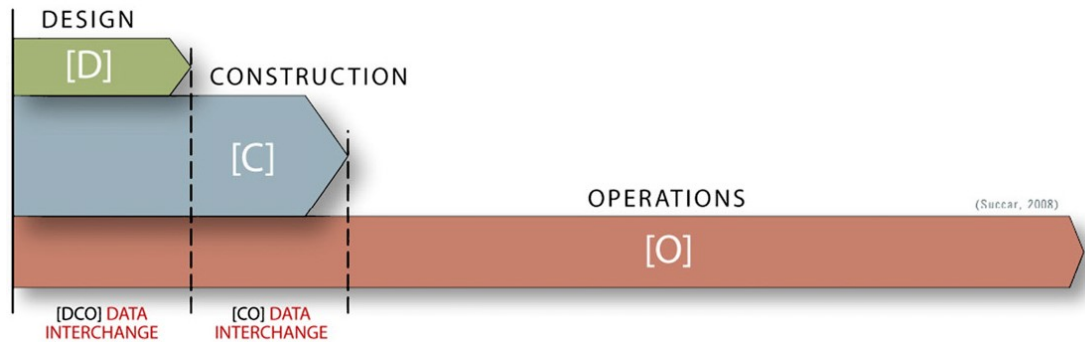 DESIGN
[D]
CONSTRUCTION
[C]
OPERATIONS
(Succar, 2008)
[O]
[DCO] DATA
INTERCHANGE
[CO] DATA
INTERCHANGE